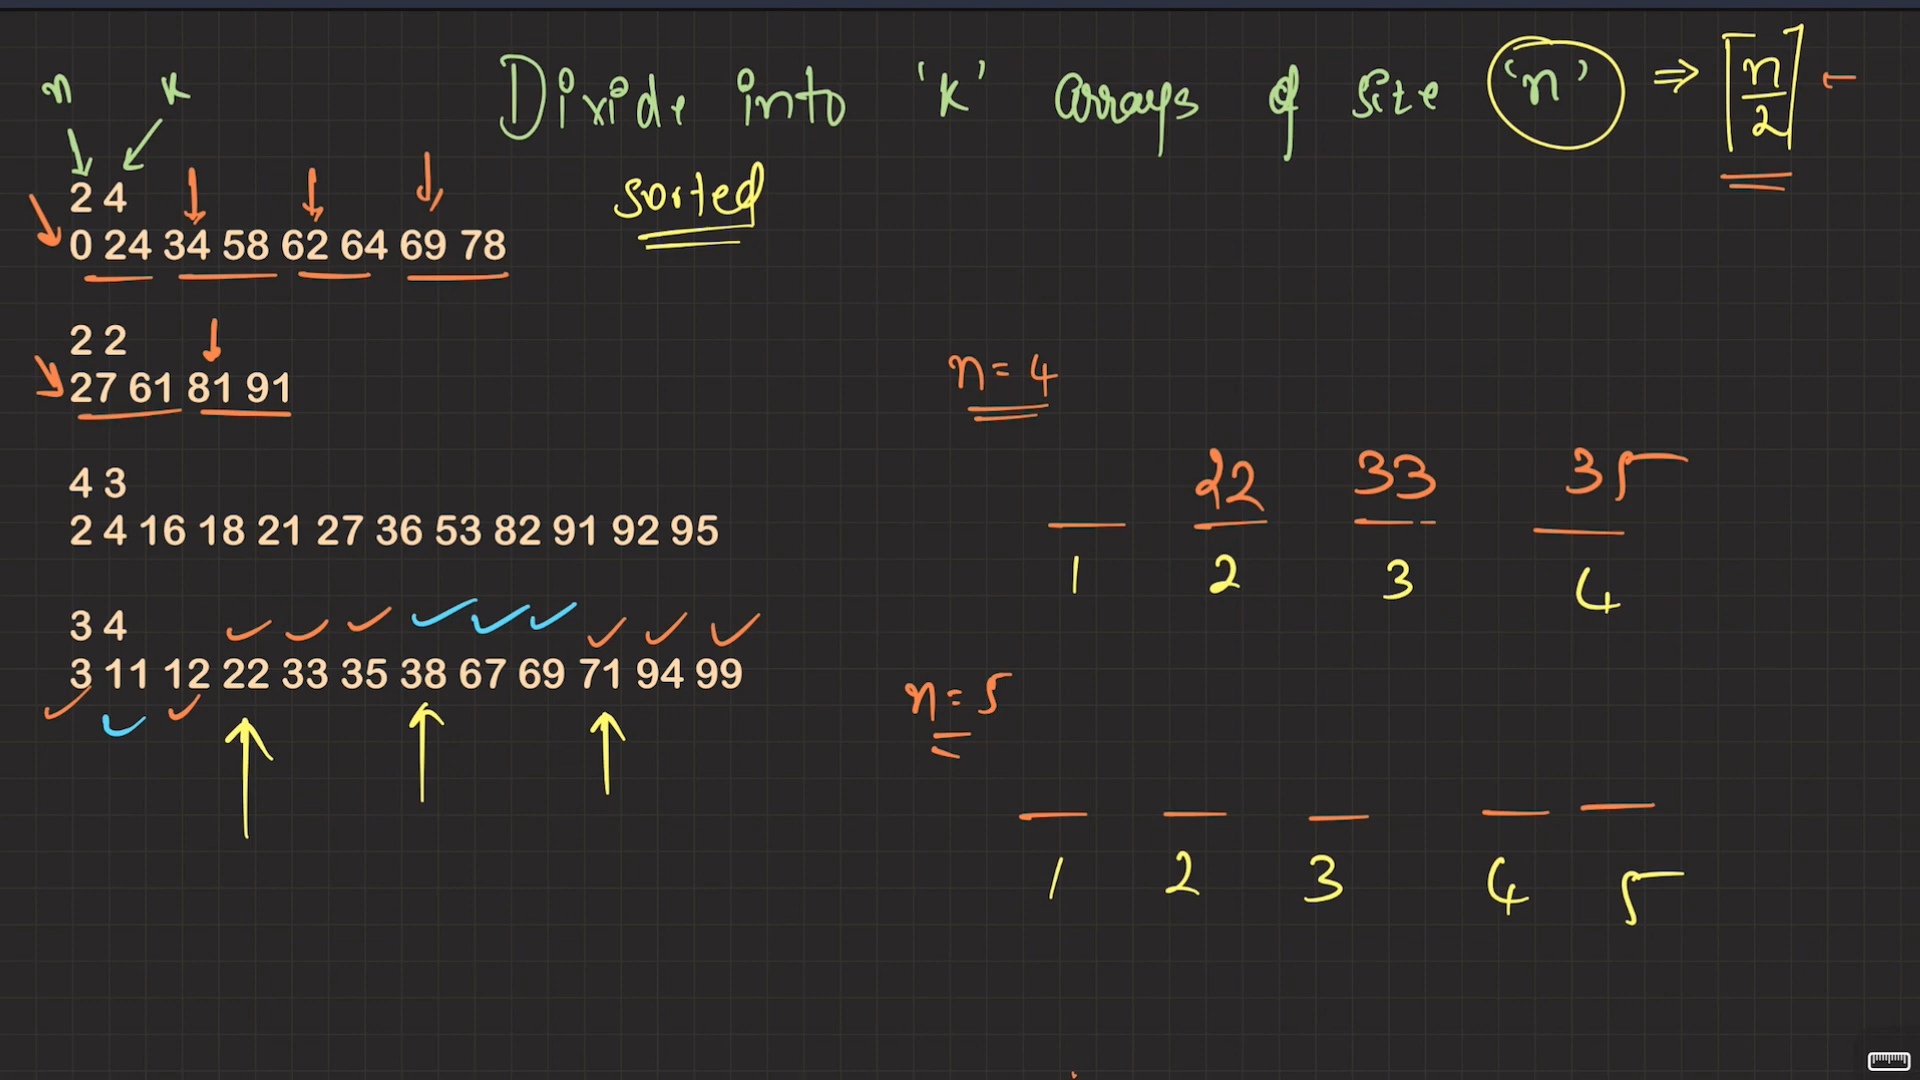 Divide into 'k' arrays of size 'n' ⇒ ⌈n/2⌉ ←
n k
sorted
2 4
0 24 34 58 62 64 69 78
2 2
27 61 81 91
4 3
2 4 16 18 21 27 36 53 82 91 92 95
3 4
3 11 12 22 33 35 38 67 69 71 94 99
n = 4
22 33 35
1 2 3 4
n = 5
1 2 3 4 5